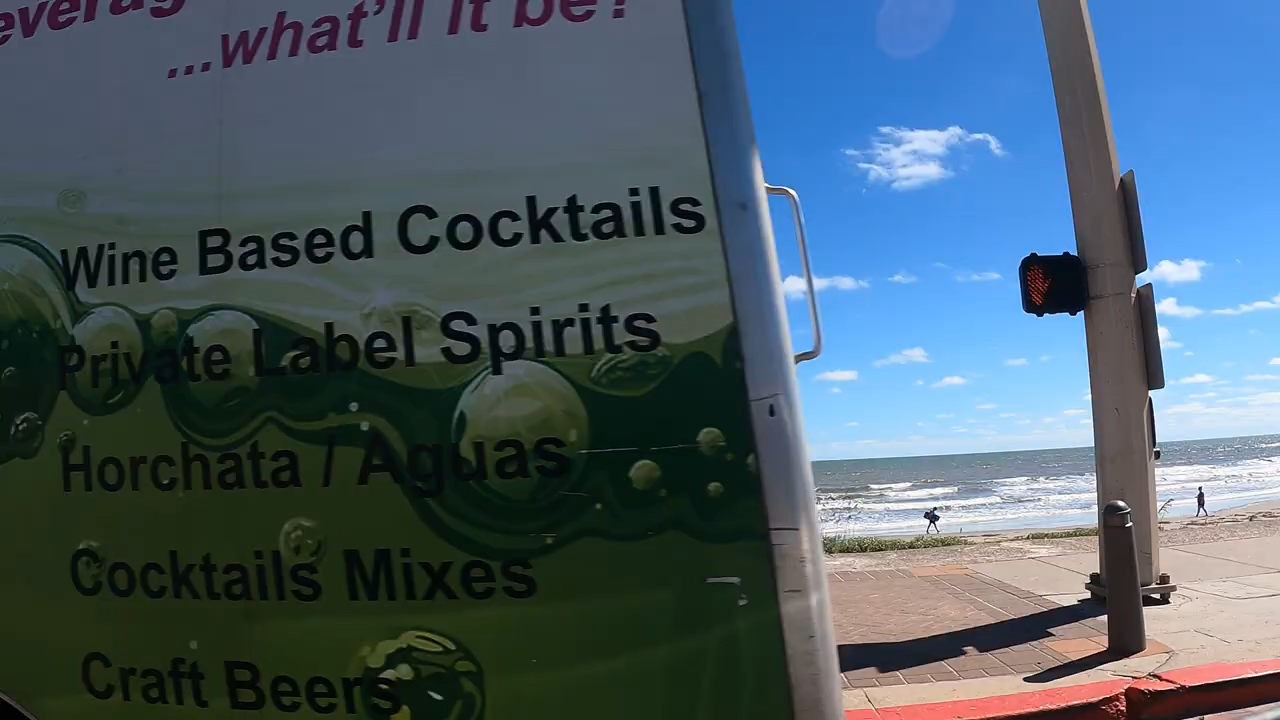 ...what'll it be?
Wine Based Cocktails
Private Label Spirits
Horchata / Aguas
Cocktails Mixes
Craft Beers